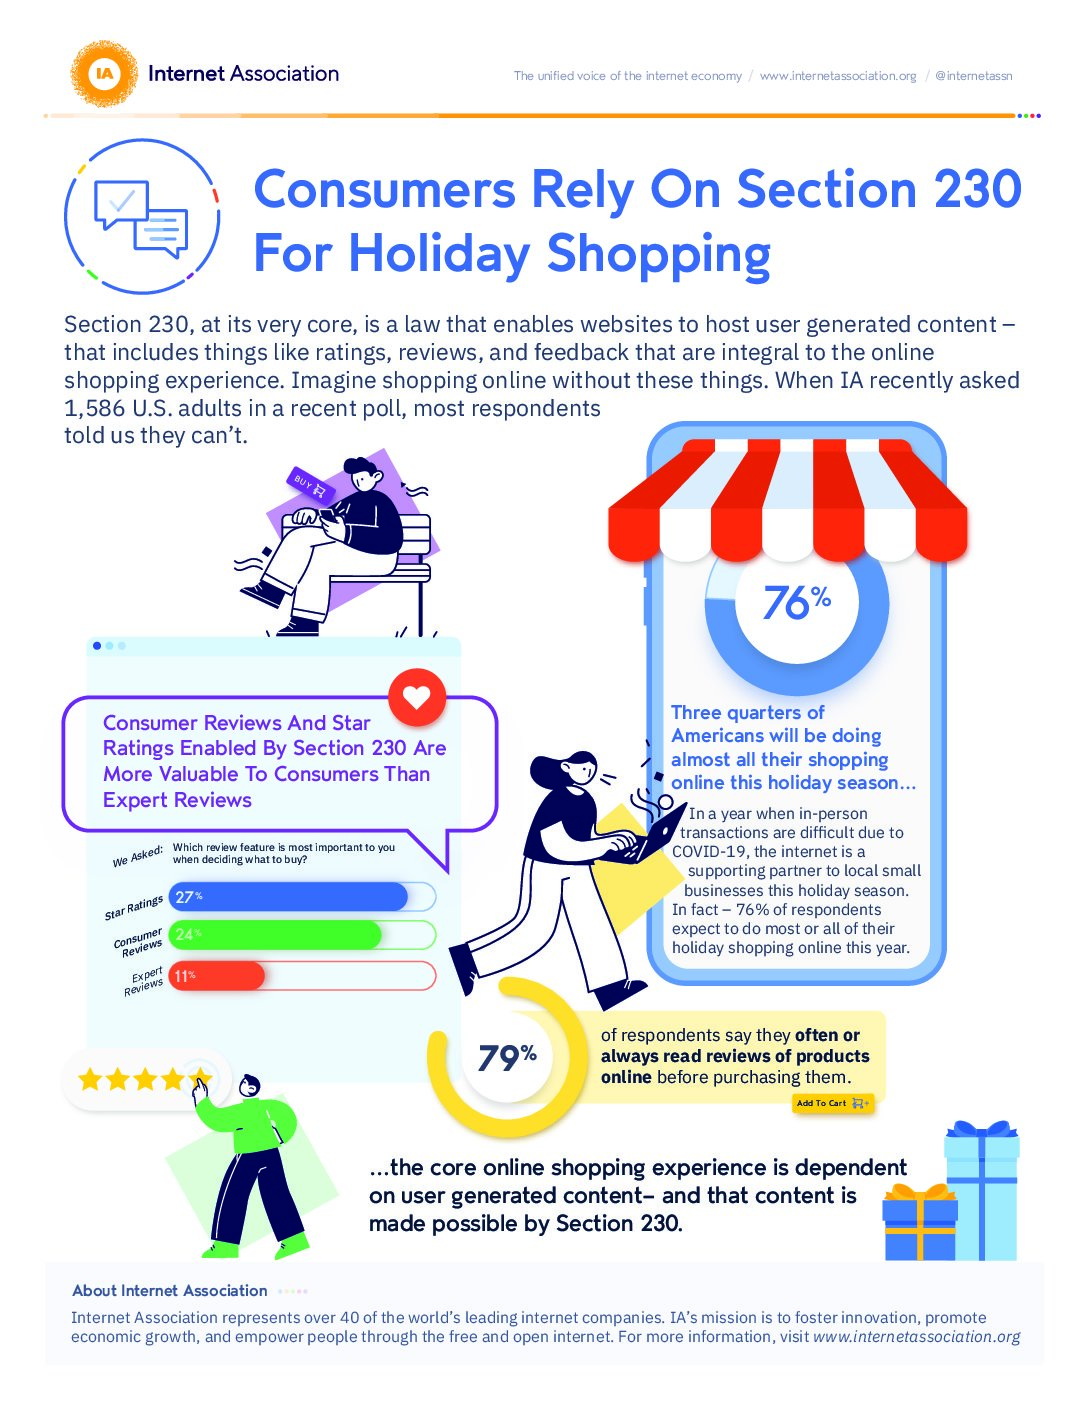 IA
Internet Association
The unified voice of the internet economy / www.internetassociation.org / @internetassn
Consumers Rely On Section 230
For Holiday Shopping
Section 230, at its very core, is a law that enables websites to host user generated content –
that includes things like ratings, reviews, and feedback that are integral to the online
shopping experience. Imagine shopping online without these things. When IA recently asked
1,586 U.S. adults in a recent poll, most respondents
told us they can't.
BUY
Consumer Reviews And Star
Ratings Enabled By Section 230 Are
More Valuable To Consumers Than
Expert Reviews
We Asked:
Which review feature is most important to you
when deciding what to buy?
Star Ratings
27%
Consumer
Reviews
24%
Expert
Reviews
11%
76%
Three quarters of
Americans will be doing
almost all their shopping
online this holiday season...
In a year when in-person
transactions are difficult due to
COVID-19, the internet is a
supporting partner to local small
businesses this holiday season.
In fact – 76% of respondents
expect to do most or all of their
holiday shopping online this year.
79%
of respondents say they often or
always read reviews of products
online before purchasing them.
Add To Cart
...the core online shopping experience is dependent
on user generated content– and that content is
made possible by Section 230.
About Internet Association
Internet Association represents over 40 of the world's leading internet companies. IA's mission is to foster innovation, promote
economic growth, and empower people through the free and open internet. For more information, visit www.internetassociation.org